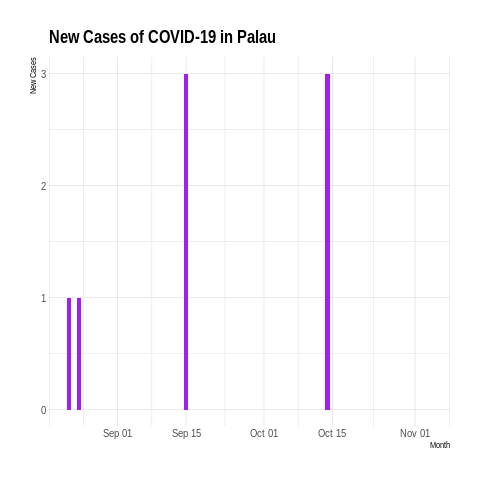 New Cases of COVID-19 in Palau
New Cases
3
2
1
0
Sep 01 Sep 15 Oct 01 Oct 15 Nov 01
Month